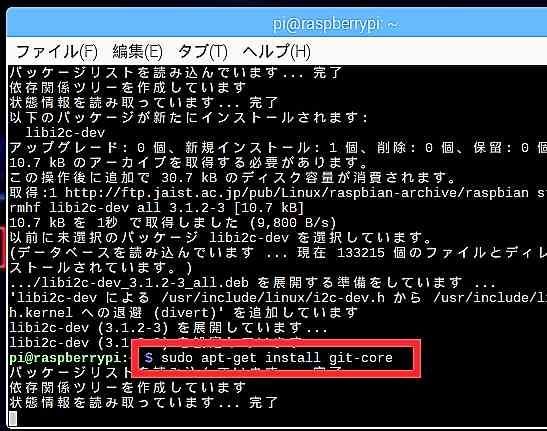 pi@raspberrypi: ~
ファイル(F) 編集(E) タブ(T) ヘルプ(H)
パッケージリストを読み込んでいます... 完了
依存関係ツリーを作成しています
状態情報を読み取っています... 完了
以下のパッケージが新たにインストールされます:
libi2c-dev
アップグレード: 0 個、新規インストール: 1 個、削除: 0 個、保留: 0 個
10.7 kB のアーカイブを取得する必要があります。
この操作後に追加で 30.7 kB のディスク容量が消費されます。
取得:1 http://ftp.jaist.ac.jp/pub/Linux/raspbian-archive/raspbian
rmhf libi2c-dev all 3.1.2-3 [10.7 kB]
10.7 kB を 1秒 で取得しました (9,800 B/s)
以前に未選択のパッケージ libi2c-dev を選択しています。
(データベースを読み込んでいます ... 現在 133215 個のファイルとディレ
ストールされています。)
.../libi2c-dev_3.1.2-3_all.deb を展開する準備をしています ...
'libi2c-dev による /usr/include/linux/i2c-dev.h から /usr/include/
h.kernel への退避 (divert)' を追加しています
libi2c-dev (3.1.2-3) を展開しています...
libi2c-dev (3.1
pi@raspberrypi: $ sudo apt-get install git-core
パッケージリストを読み込んでいます... 完了
依存関係ツリーを作成しています
状態情報を読み取っています... 完了